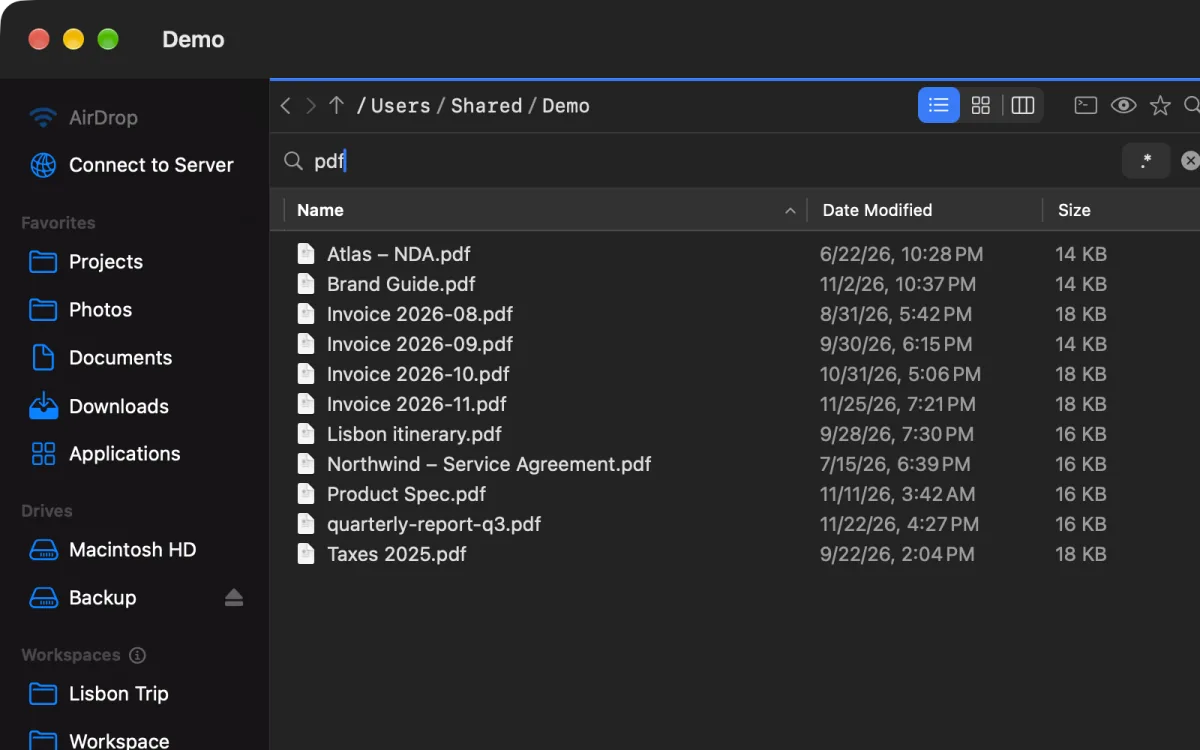 Demo
AirDrop
Connect to Server
Favorites
Projects
Photos
Documents
Downloads
Applications
Drives
Macintosh HD
Backup
Workspaces
Lisbon Trip
Workspace
/ Users / Shared / Demo
pdf
.*
Name Date Modified Size
Atlas – NDA.pdf 6/22/26, 10:28 PM 14 KB
Brand Guide.pdf 11/2/26, 10:37 PM 14 KB
Invoice 2026-08.pdf 8/31/26, 5:42 PM 18 KB
Invoice 2026-09.pdf 9/30/26, 6:15 PM 14 KB
Invoice 2026-10.pdf 10/31/26, 5:06 PM 18 KB
Invoice 2026-11.pdf 11/25/26, 7:21 PM 18 KB
Lisbon itinerary.pdf 9/28/26, 7:30 PM 16 KB
Northwind – Service Agreement.pdf 7/15/26, 6:39 PM 16 KB
Product Spec.pdf 11/11/26, 3:42 AM 16 KB
quarterly-report-q3.pdf 11/22/26, 4:27 PM 16 KB
Taxes 2025.pdf 9/22/26, 2:04 PM 18 KB